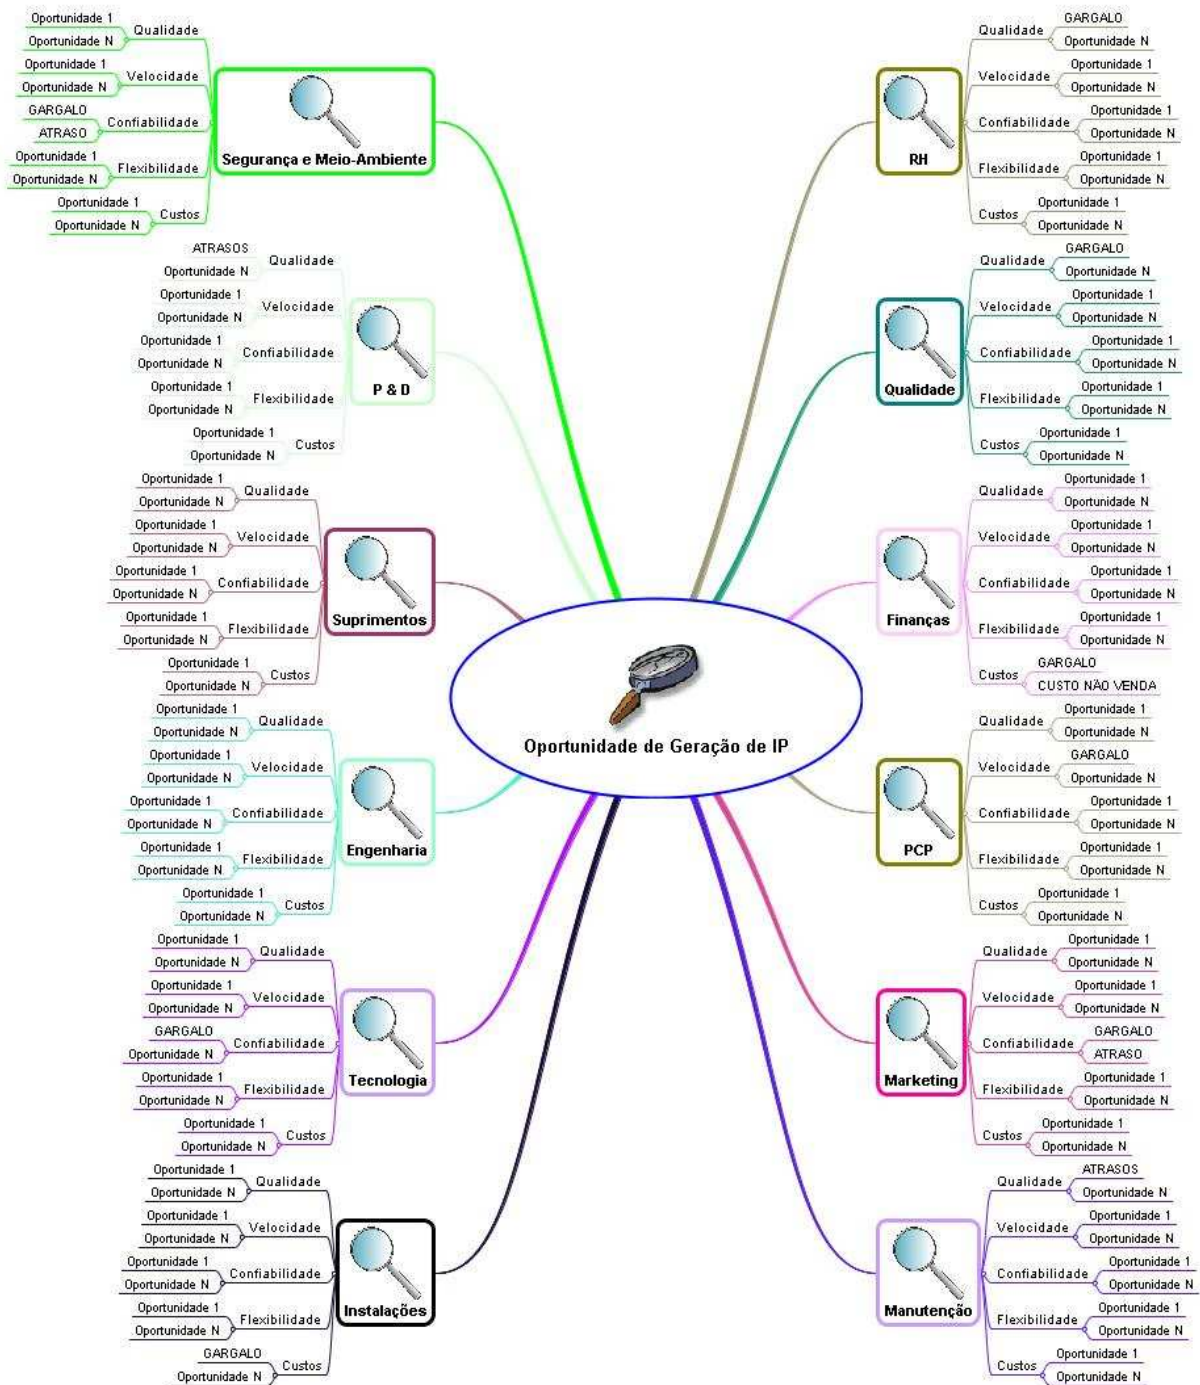 Oportunidade de Geração de IP
Segurança e Meio-Ambiente
Qualidade
Oportunidade 1
Oportunidade N
Velocidade
Oportunidade 1
Oportunidade N
Confiabilidade
GARGALO
ATRASO
Flexibilidade
Oportunidade 1
Oportunidade N
Custos
Oportunidade 1
Oportunidade N
P & D
Qualidade
ATRASOS
Oportunidade N
Velocidade
Oportunidade 1
Oportunidade N
Confiabilidade
Oportunidade 1
Oportunidade N
Flexibilidade
Oportunidade 1
Oportunidade N
Custos
Oportunidade 1
Oportunidade N
Suprimentos
Qualidade
Oportunidade 1
Oportunidade N
Velocidade
Oportunidade 1
Oportunidade N
Confiabilidade
Oportunidade 1
Oportunidade N
Flexibilidade
Oportunidade 1
Oportunidade N
Custos
Oportunidade 1
Oportunidade N
Engenharia
Qualidade
Oportunidade 1
Oportunidade N
Velocidade
Oportunidade 1
Oportunidade N
Confiabilidade
Oportunidade 1
Oportunidade N
Flexibilidade
Oportunidade 1
Oportunidade N
Custos
Oportunidade 1
Oportunidade N
Tecnologia
Qualidade
Oportunidade 1
Oportunidade N
Velocidade
Oportunidade 1
Oportunidade N
Confiabilidade
GARGALO
Oportunidade N
Flexibilidade
Oportunidade 1
Oportunidade N
Custos
Oportunidade 1
Oportunidade N
Instalações
Qualidade
Oportunidade 1
Oportunidade N
Velocidade
Oportunidade 1
Oportunidade N
Confiabilidade
Oportunidade 1
Oportunidade N
Flexibilidade
Oportunidade 1
Oportunidade N
Custos
GARGALO
Oportunidade N
RH
Qualidade
GARGALO
Oportunidade N
Velocidade
Oportunidade 1
Oportunidade N
Confiabilidade
Oportunidade 1
Oportunidade N
Flexibilidade
Oportunidade 1
Oportunidade N
Custos
Oportunidade 1
Oportunidade N
Qualidade
Qualidade
GARGALO
Oportunidade N
Velocidade
Oportunidade 1
Oportunidade N
Confiabilidade
Oportunidade 1
Oportunidade N
Flexibilidade
Oportunidade 1
Oportunidade N
Custos
Oportunidade 1
Oportunidade N
Finanças
Qualidade
Oportunidade 1
Oportunidade N
Velocidade
Oportunidade 1
Oportunidade N
Confiabilidade
Oportunidade 1
Oportunidade N
Flexibilidade
Oportunidade 1
Oportunidade N
Custos
GARGALO
CUSTO NÃO VENDA
PCP
Qualidade
Oportunidade 1
Oportunidade N
Velocidade
GARGALO
Oportunidade N
Confiabilidade
Oportunidade 1
Oportunidade N
Flexibilidade
Oportunidade 1
Oportunidade N
Custos
Oportunidade 1
Oportunidade N
Marketing
Qualidade
Oportunidade 1
Oportunidade N
Velocidade
Oportunidade 1
Oportunidade N
Confiabilidade
GARGALO
ATRASO
Flexibilidade
Oportunidade 1
Oportunidade N
Custos
Oportunidade 1
Oportunidade N
Manutenção
Qualidade
ATRASOS
Oportunidade N
Velocidade
Oportunidade 1
Oportunidade N
Confiabilidade
Oportunidade 1
Oportunidade N
Flexibilidade
Oportunidade 1
Oportunidade N
Custos
Oportunidade 1
Oportunidade N